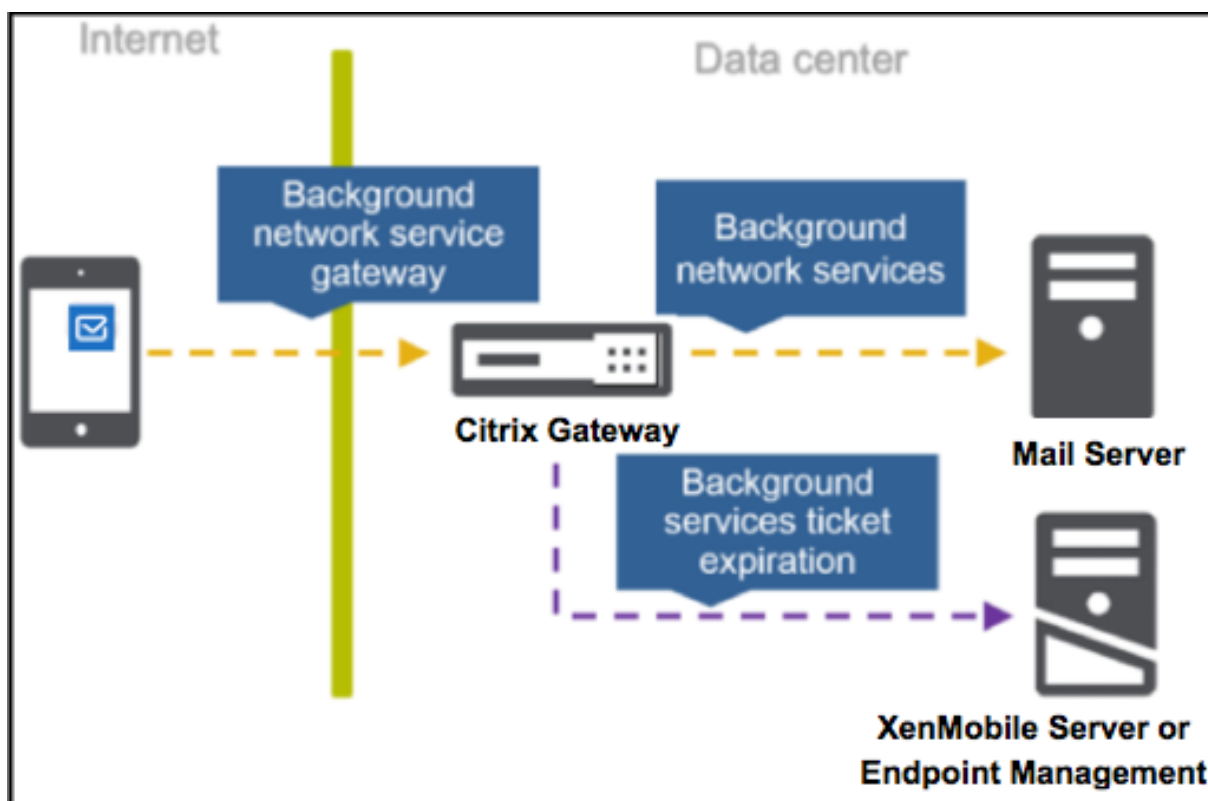 Internet
Data center
Background
network service
gateway
Background
network services
Citrix Gateway
Mail Server
Background
services ticket
expiration
XenMobile Server or
Endpoint Management